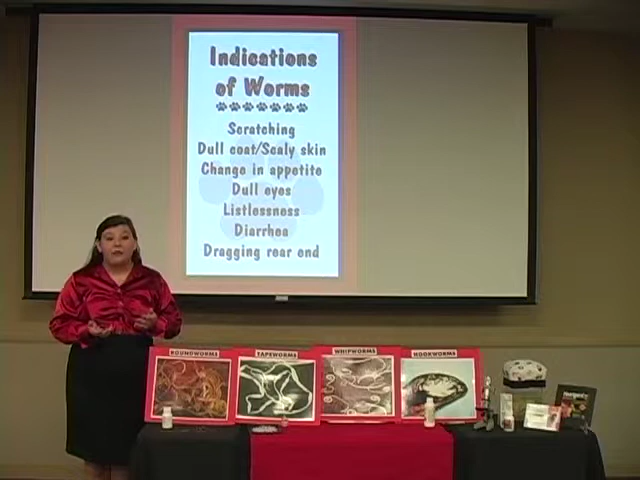 Indications
of Worms
Scratching
Dull coat/Scaly skin
Change in appetite
Dull eyes
Listlessness
Diarrhea
Dragging rear end
ROUNDWORMS
TAPEWORMS
WHIPWORMS
HOOKWORMS